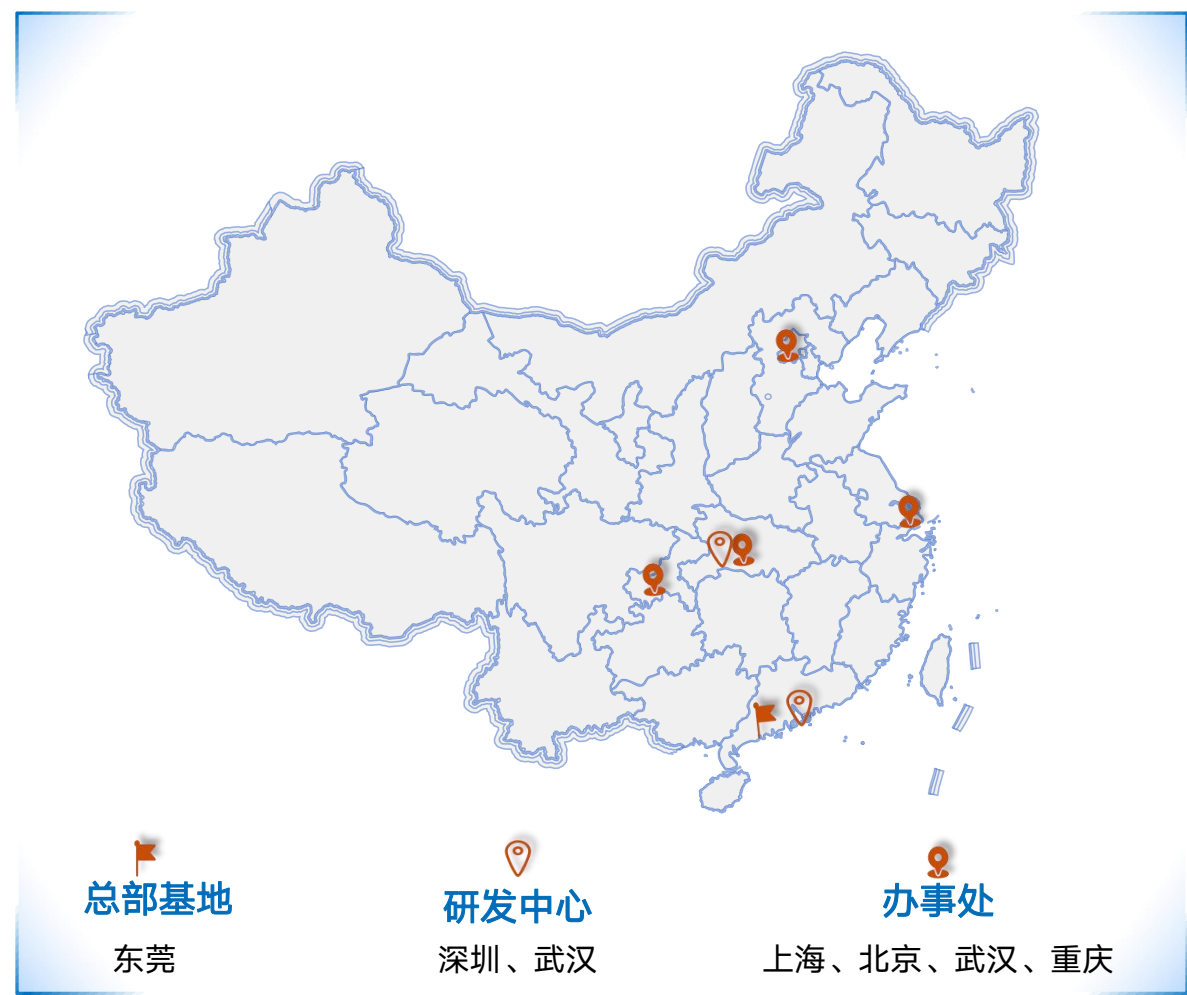 总部基地
研发中心
办事处
东莞
深圳、武汉
上海、北京、武汉、重庆